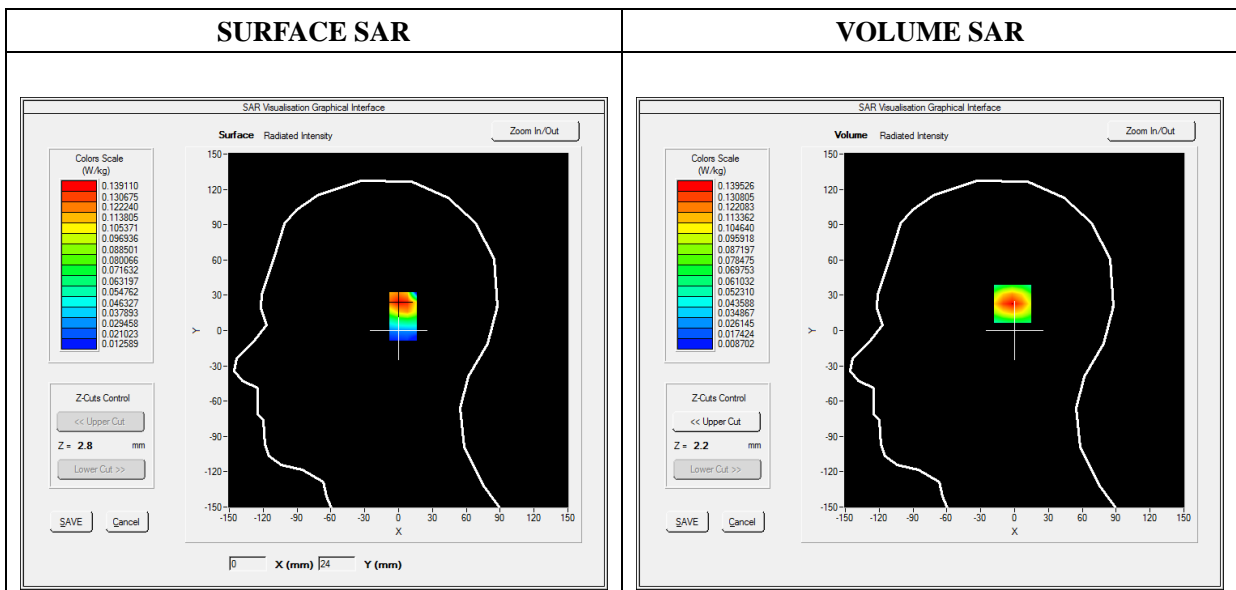 SURFACE SAR
VOLUME SAR
SAR Visualisation Graphical Interface
Surface Radiated Intensity
Zoom In/Out
Colors Scale
(W/kg)
0.139110
0.130675
0.122240
0.113805
0.105371
0.096936
0.088501
0.080066
0.071632
0.063197
0.054762
0.046327
0.037893
0.029458
0.021023
0.012589
Z-Cuts Control
<< Upper Cut
Z = 2.8 mm
Lower Cut >>
SAVE Cancel
150
120
90
60
30
0
-30
-60
-90
-120
-150
Y
-150 -120 -90 -60 -30 0 30 60 90 120 150
X
0 X (mm) 24 Y (mm)
SAR Visualisation Graphical Interface
Volume Radiated Intensity
Zoom In/Out
Colors Scale
(W/kg)
0.139526
0.130805
0.122083
0.113362
0.104640
0.095918
0.087197
0.078475
0.069753
0.061032
0.052310
0.043588
0.034867
0.026145
0.017424
0.008702
Z-Cuts Control
<< Upper Cut
Z = 2.2 mm
Lower Cut >>
SAVE Cancel
150
120
90
60
30
0
-30
-60
-90
-120
-150
Y
-150 -120 -90 -60 -30 0 30 60 90 120 150
X